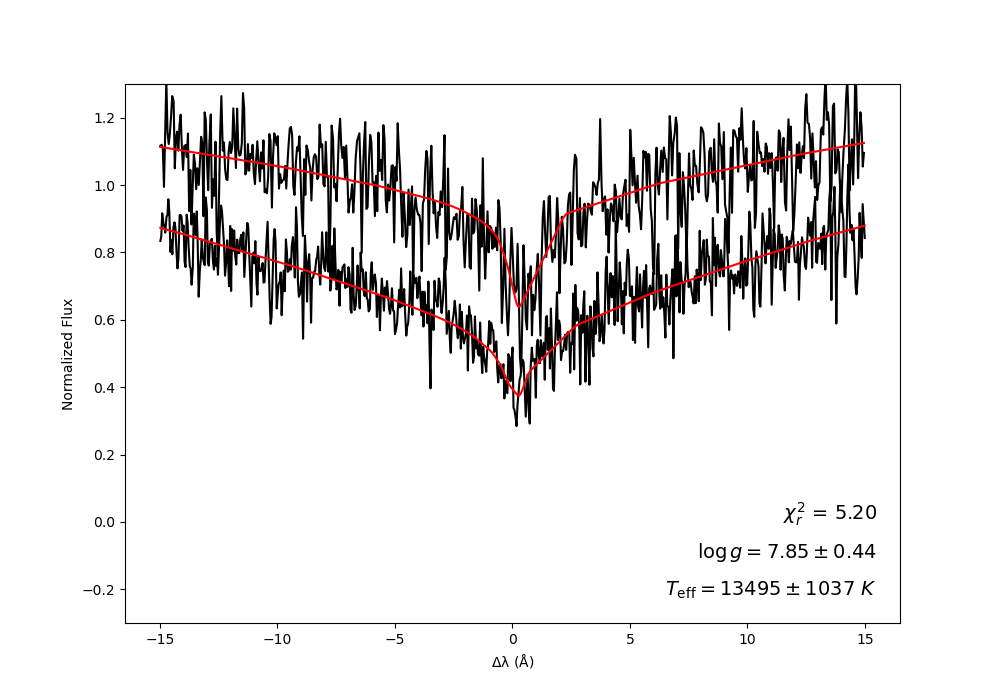 1.2
1.0
0.8
0.6
0.4
0.2
0.0
−0.2
Normalized Flux
χ²ᵣ = 5.20
log g = 7.85 ± 0.44
T_eff = 13495 ± 1037 K
−15 −10 −5 0 5 10 15
Δλ (Å)